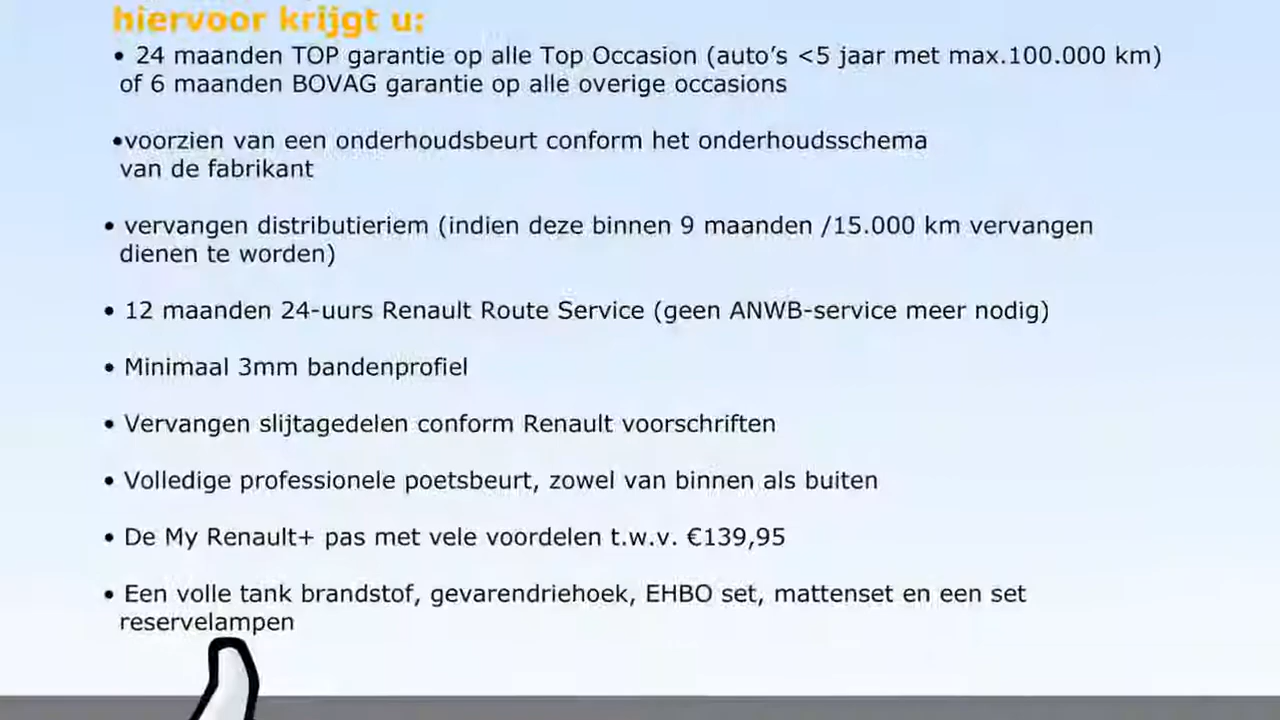 hiervoor krijgt u:
• 24 maanden TOP garantie op alle Top Occasion (auto's <5 jaar met max.100.000 km)
of 6 maanden BOVAG garantie op alle overige occasions
•voorzien van een onderhoudsbeurt conform het onderhoudsschema
van de fabrikant
• vervangen distributieriem (indien deze binnen 9 maanden /15.000 km vervangen
dienen te worden)
• 12 maanden 24-uurs Renault Route Service (geen ANWB-service meer nodig)
• Minimaal 3mm bandenprofiel
• Vervangen slijtagedelen conform Renault voorschriften
• Volledige professionele poetsbeurt, zowel van binnen als buiten
• De My Renault+ pas met vele voordelen t.w.v. €139,95
• Een volle tank brandstof, gevarendriehoek, EHBO set, mattenset en een set
reservelampen